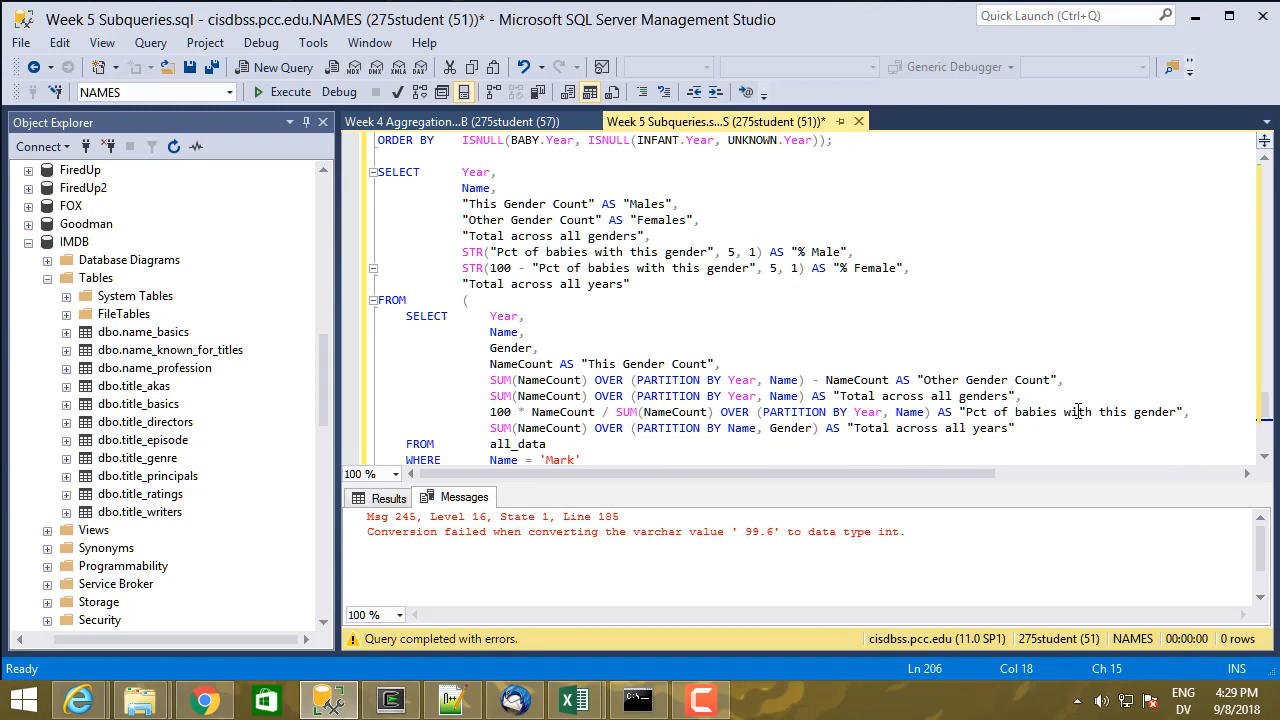 Week 5 Subqueries.sql - cisdbss.pcc.edu.NAMES (275student (51))* - Microsoft SQL Server Management Studio
Quick Launch (Ctrl+Q)
File Edit View Query Project Debug Tools Window Help
New Query MDX DMX XMLA DAX Generic Debugger
NAMES Execute Debug
Object Explorer
Week 4 Aggregation...B (275student (57))
Week 5 Subqueries.s...S (275student (51))*
Connect
FiredUp
FiredUp2
FOX
Goodman
IMDB
Database Diagrams
Tables
System Tables
FileTables
dbo.name_basics
dbo.name_known_for_titles
dbo.name_profession
dbo.title_akas
dbo.title_basics
dbo.title_directors
dbo.title_episode
dbo.title_genre
dbo.title_principals
dbo.title_ratings
dbo.title_writers
Views
Synonyms
Programmability
Service Broker
Storage
Security
ORDER BY ISNULL(BABY.Year, ISNULL(INFANT.Year, UNKNOWN.Year));
SELECT Year,
Name,
"This Gender Count" AS "Males",
"Other Gender Count" AS "Females",
"Total across all genders",
STR("Pct of babies with this gender", 5, 1) AS "% Male",
STR(100 - "Pct of babies with this gender", 5, 1) AS "% Female",
"Total across all years"
FROM (
SELECT Year,
Name,
Gender,
NameCount AS "This Gender Count",
SUM(NameCount) OVER (PARTITION BY Year, Name) - NameCount AS "Other Gender Count",
SUM(NameCount) OVER (PARTITION BY Year, Name) AS "Total across all genders",
100 * NameCount / SUM(NameCount) OVER (PARTITION BY Year, Name) AS "Pct of babies with this gender",
SUM(NameCount) OVER (PARTITION BY Name, Gender) AS "Total across all years"
FROM all_data
WHERE Name = 'Mark'
100 %
Results Messages
Msg 245, Level 16, State 1, Line 185
Conversion failed when converting the varchar value ' 99.6' to data type int.
100 %
Query completed with errors. cisdbss.pcc.edu (11.0 SP1) 275student (51) NAMES 00:00:00 0 rows
Ready Ln 206 Col 18 Ch 15 INS
ENG 4:29 PM
DV 9/8/2018